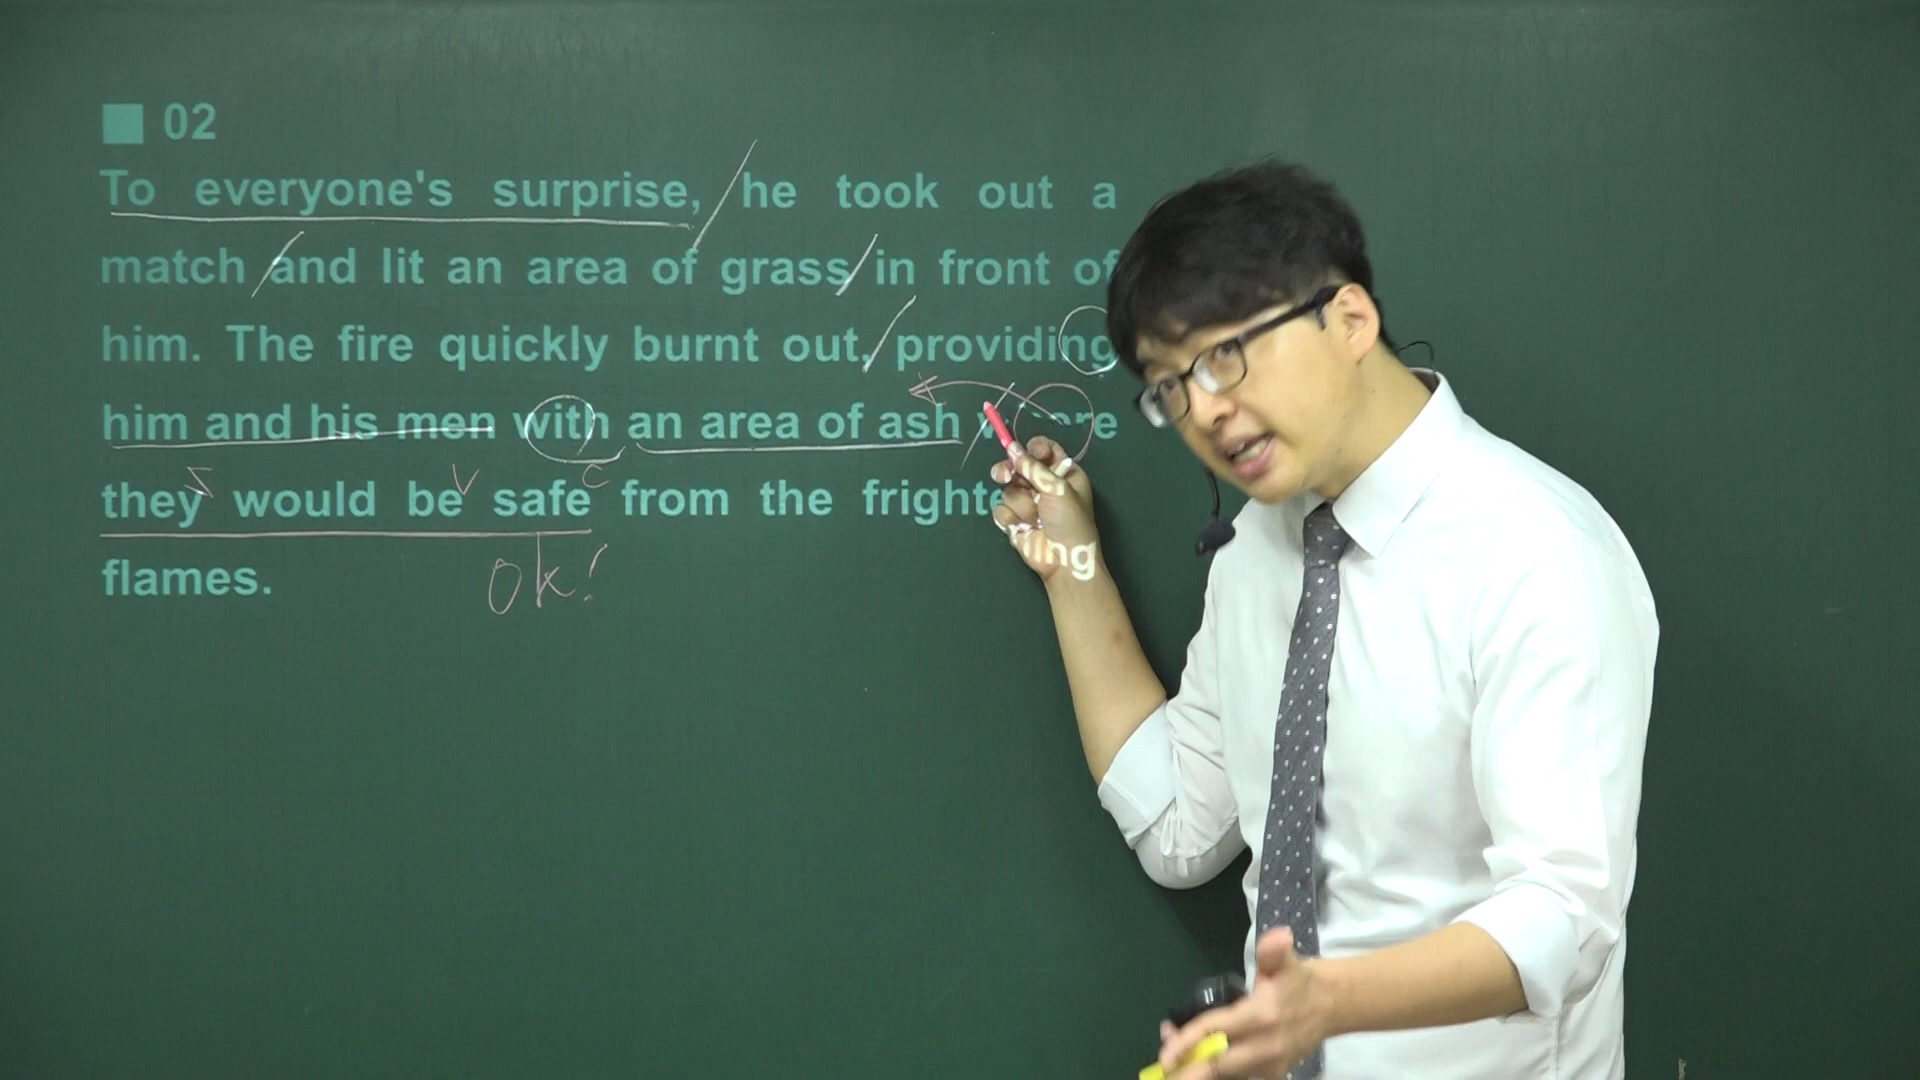 ■ 02
To everyone's surprise, he took out a
match and lit an area of grass in front of
him. The fire quickly burnt out, providing
him and his men with an area of ash where
S V C
they would be safe from the frightening
flames.
ok!